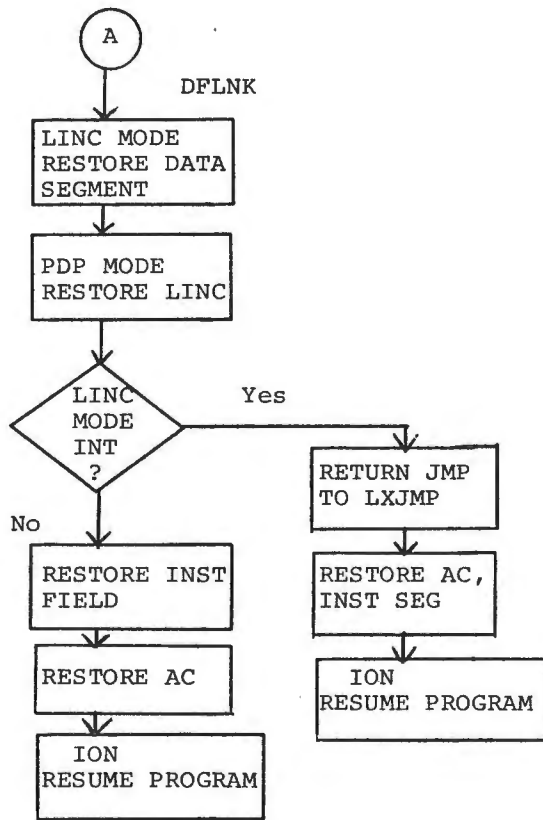 A
DFLNK
LINC MODE
RESTORE DATA
SEGMENT
PDP MODE
RESTORE LINC
LINC
MODE
INT
?
Yes
No
RETURN JMP
TO LXJMP
RESTORE AC,
INST SEG
ION
RESUME PROGRAM
RESTORE INST
FIELD
RESTORE AC
ION
RESUME PROGRAM